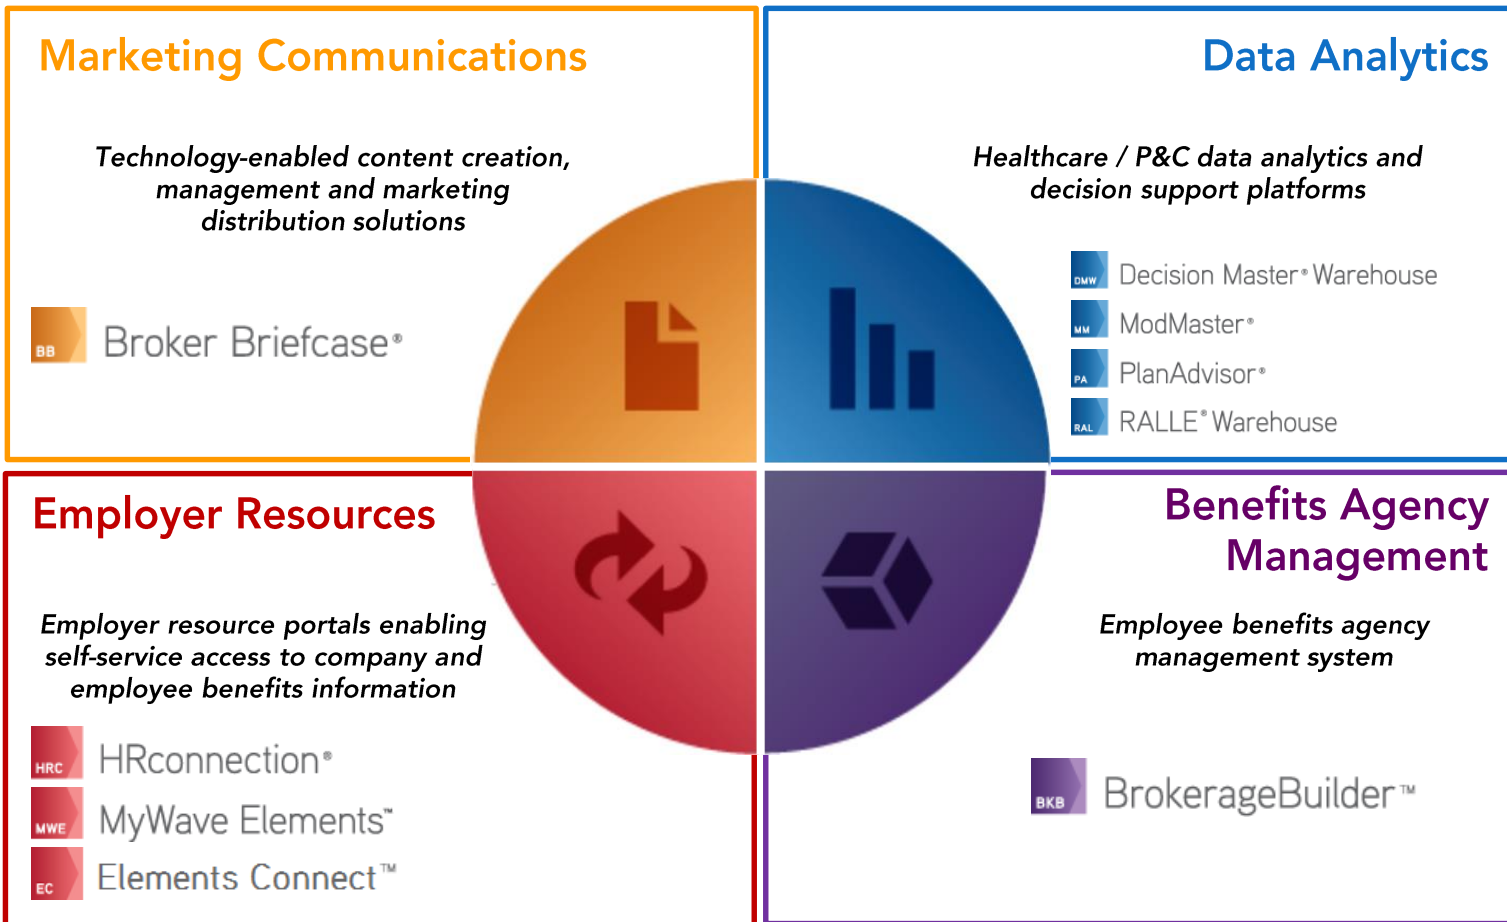 Marketing Communications
Technology-enabled content creation,
management and marketing
distribution solutions
BB
Broker Briefcase®
Data Analytics
Healthcare / P&C data analytics and
decision support platforms
DMW
Decision Master® Warehouse
MM
ModMaster®
PA
PlanAdvisor®
RAL
RALLE® Warehouse
Employer Resources
Employer resource portals enabling
self-service access to company and
employee benefits information
HRC
HRconnection®
MWE
MyWave Elements™
EC
Elements Connect™
Benefits Agency
Management
Employee benefits agency
management system
BKB
BrokerageBuilder™